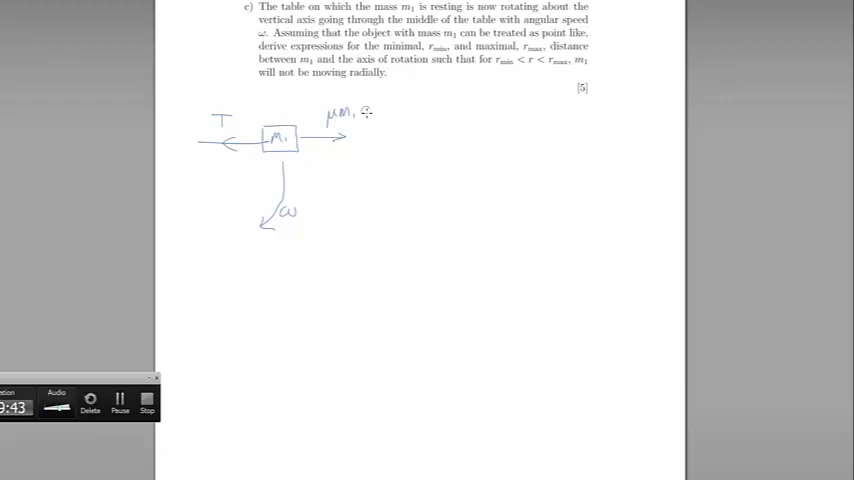 c) The table on which the mass m₁ is resting is now rotating about the
vertical axis going through the middle of the table with angular speed
ω. Assuming that the object with mass m₁ can be treated as point like,
derive expressions for the minimal, rₘᵢₙ, and maximal, rₘₐₓ, distance
between m₁ and the axis of rotation such that for rₘᵢₙ < r < rₘₐₓ, m₁
will not be moving radially.
[5]
T
m₁
μm₁
ω
ation
Audio
9:43
Delete
Pause
Stop